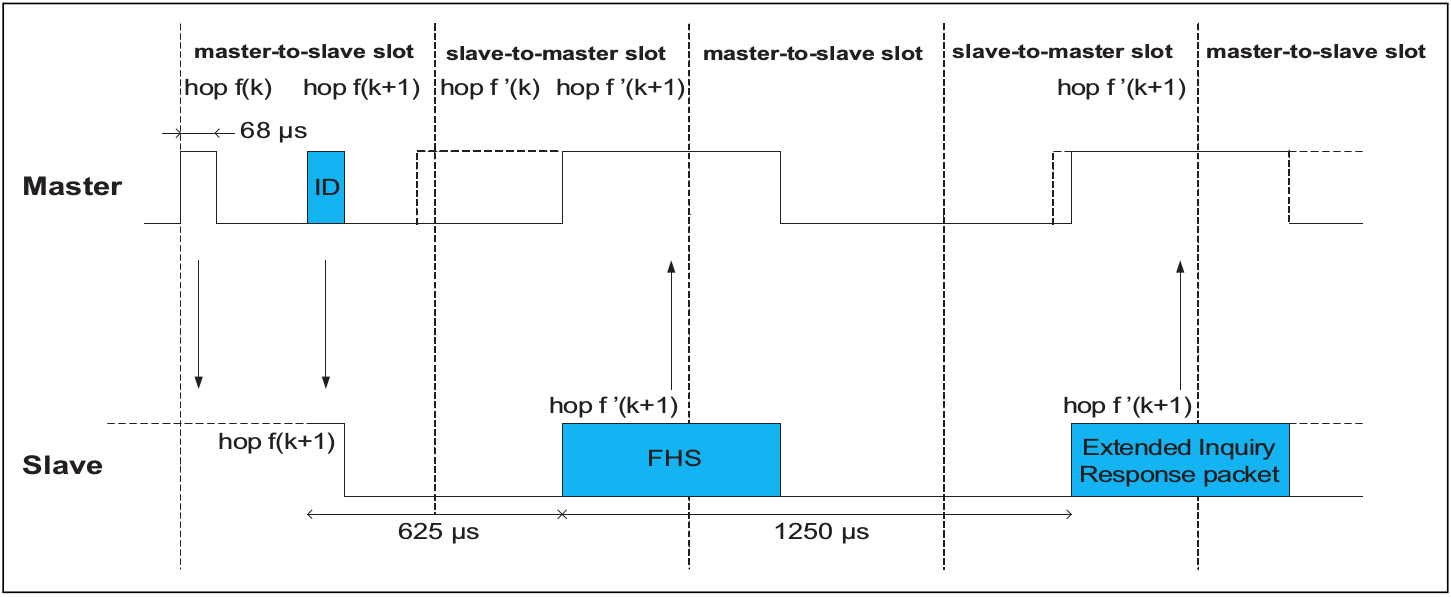 master-to-slave slot
slave-to-master slot
master-to-slave slot
slave-to-master slot
master-to-slave slot
hop f(k)
hop f(k+1)
hop f ’(k)
hop f ’(k+1)
hop f ’(k+1)
68 µs
Master
ID
hop f ’(k+1)
hop f ’(k+1)
hop f(k+1)
Slave
FHS
Extended Inquiry
Response packet
625 µs
1250 µs